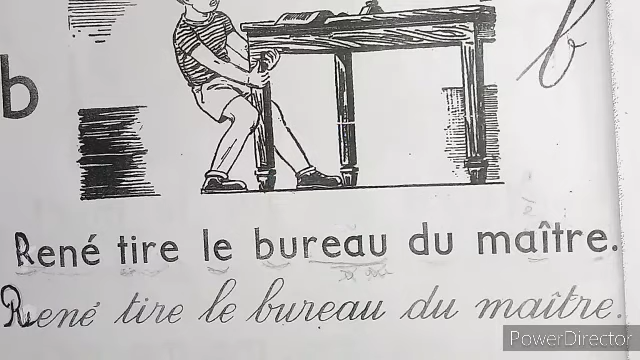 b
b
René tire le bureau du maître.
René tire le bureau du maître.
PowerDirector